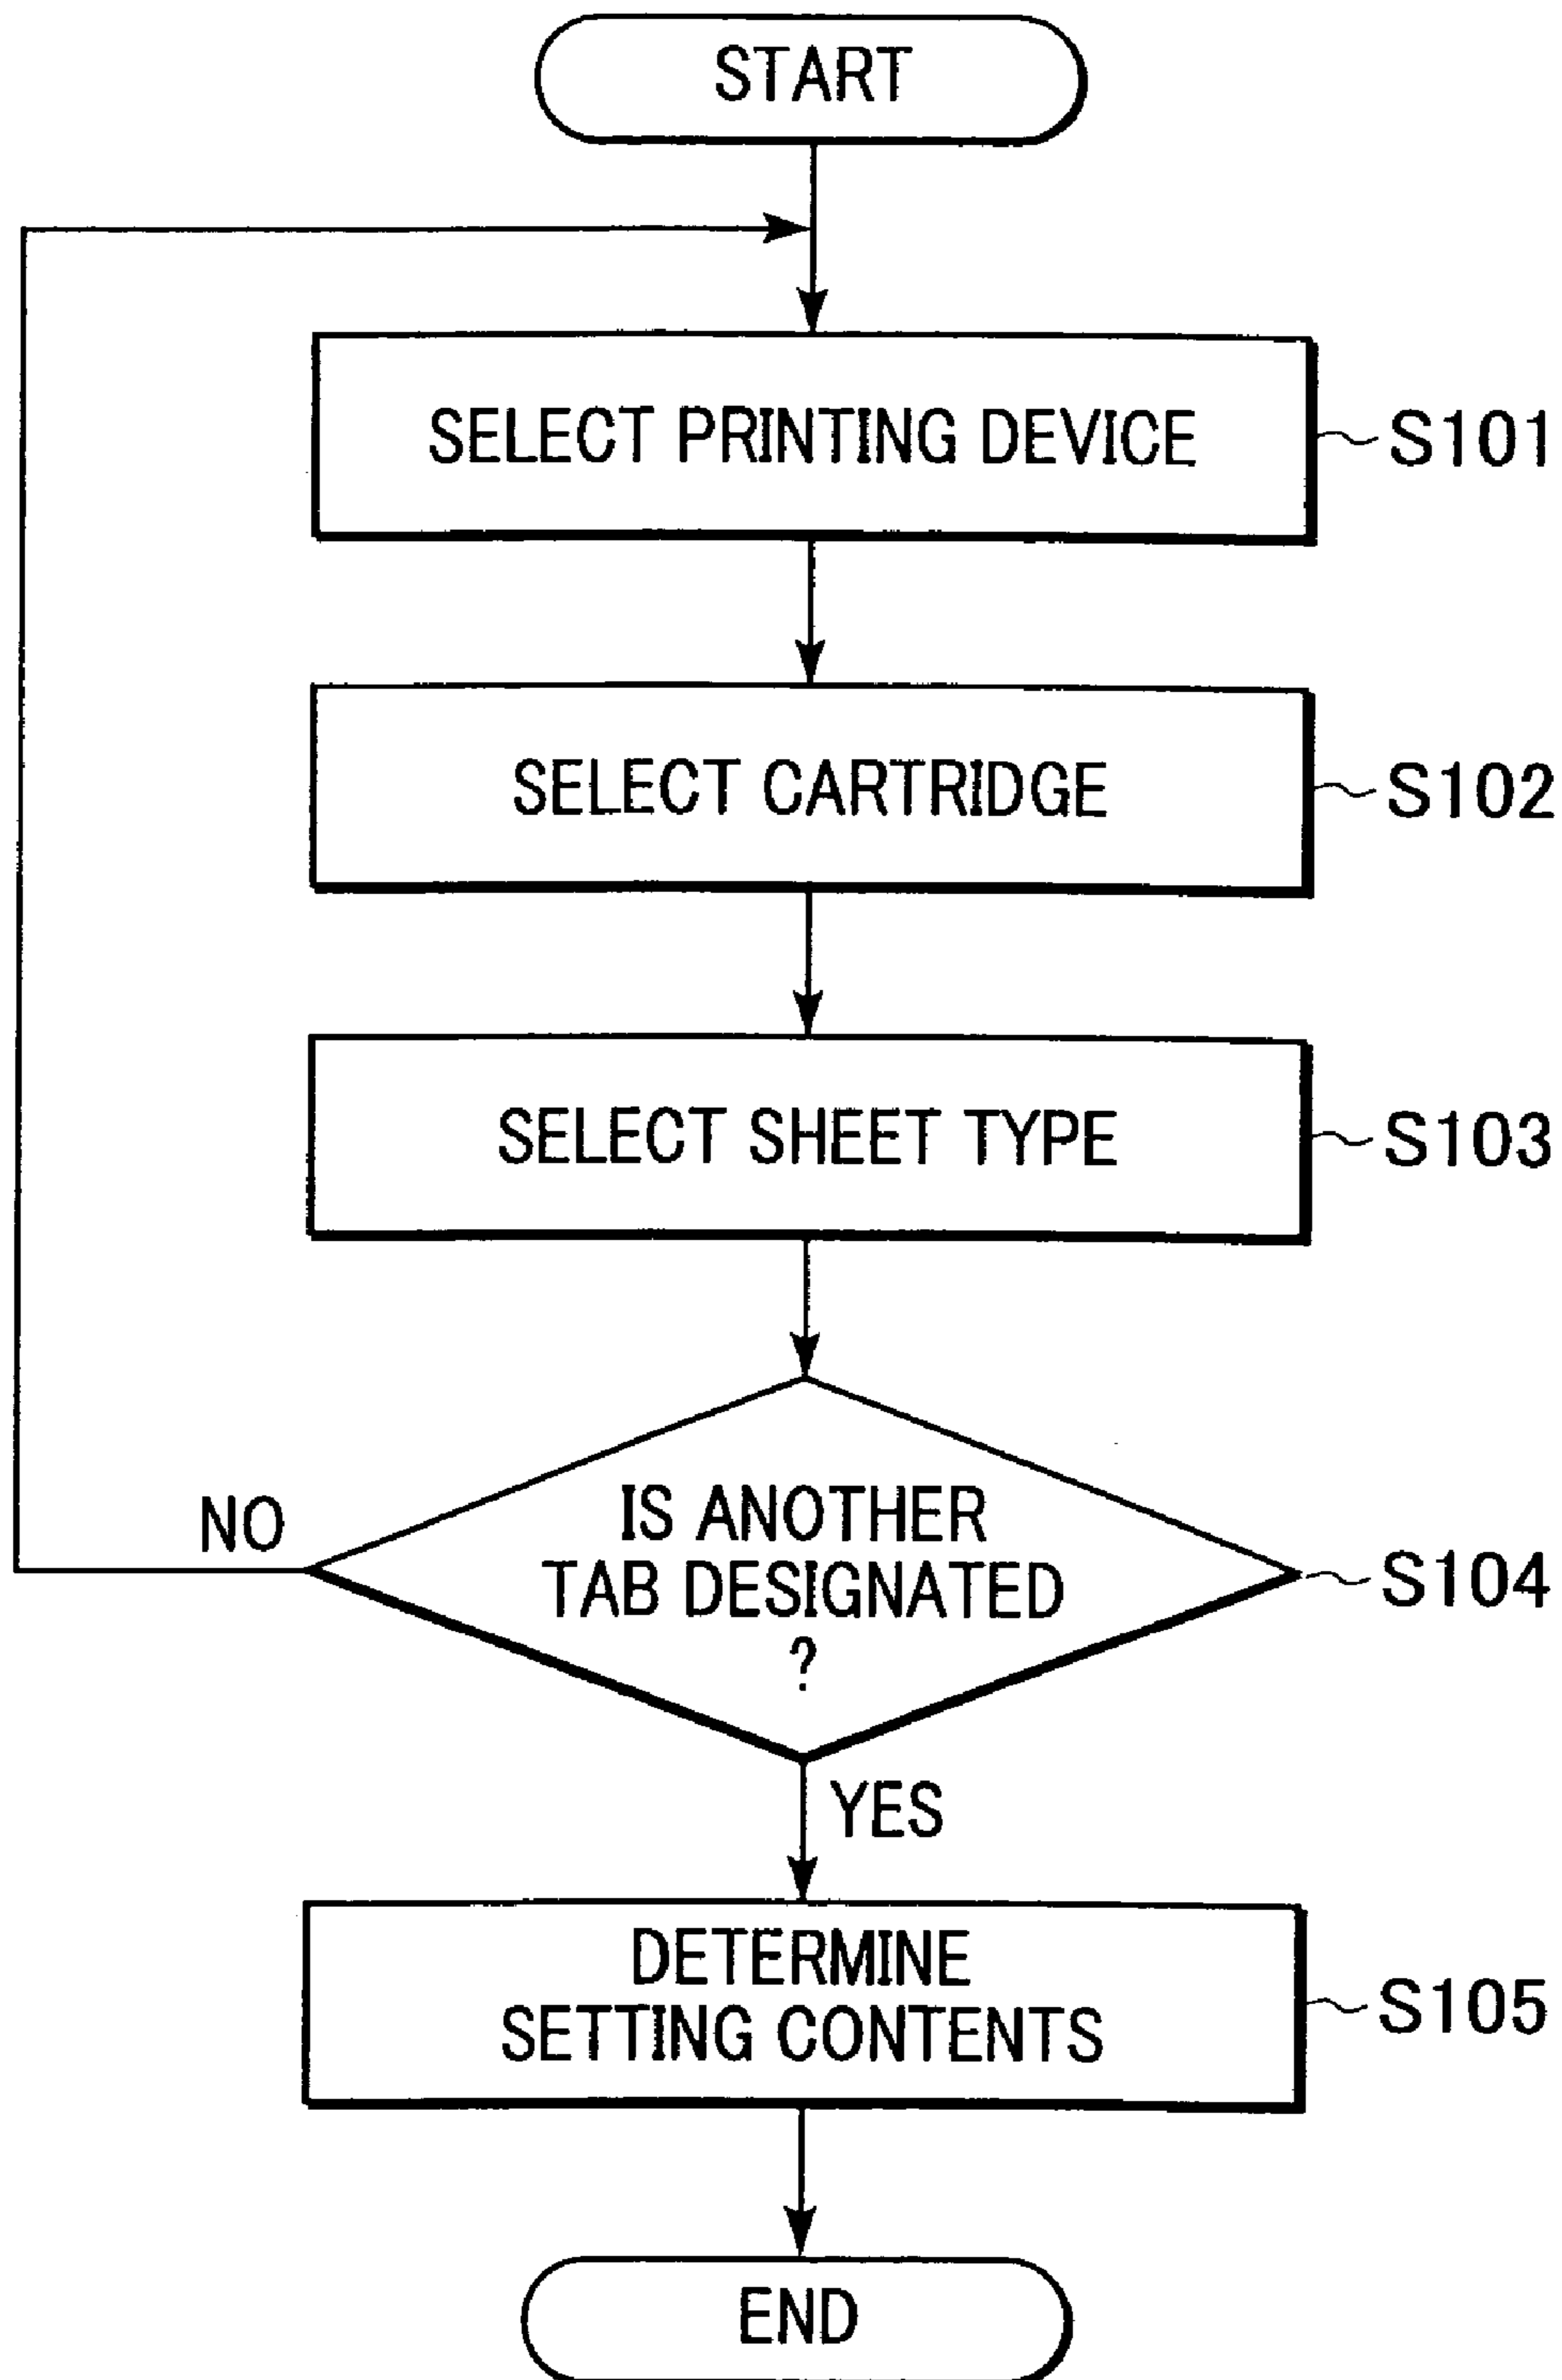 START
SELECT PRINTING DEVICE
S101
SELECT CARTRIDGE
S102
SELECT SHEET TYPE
S103
IS ANOTHER
TAB DESIGNATED
?
S104
NO
YES
DETERMINE
SETTING CONTENTS
S105
END